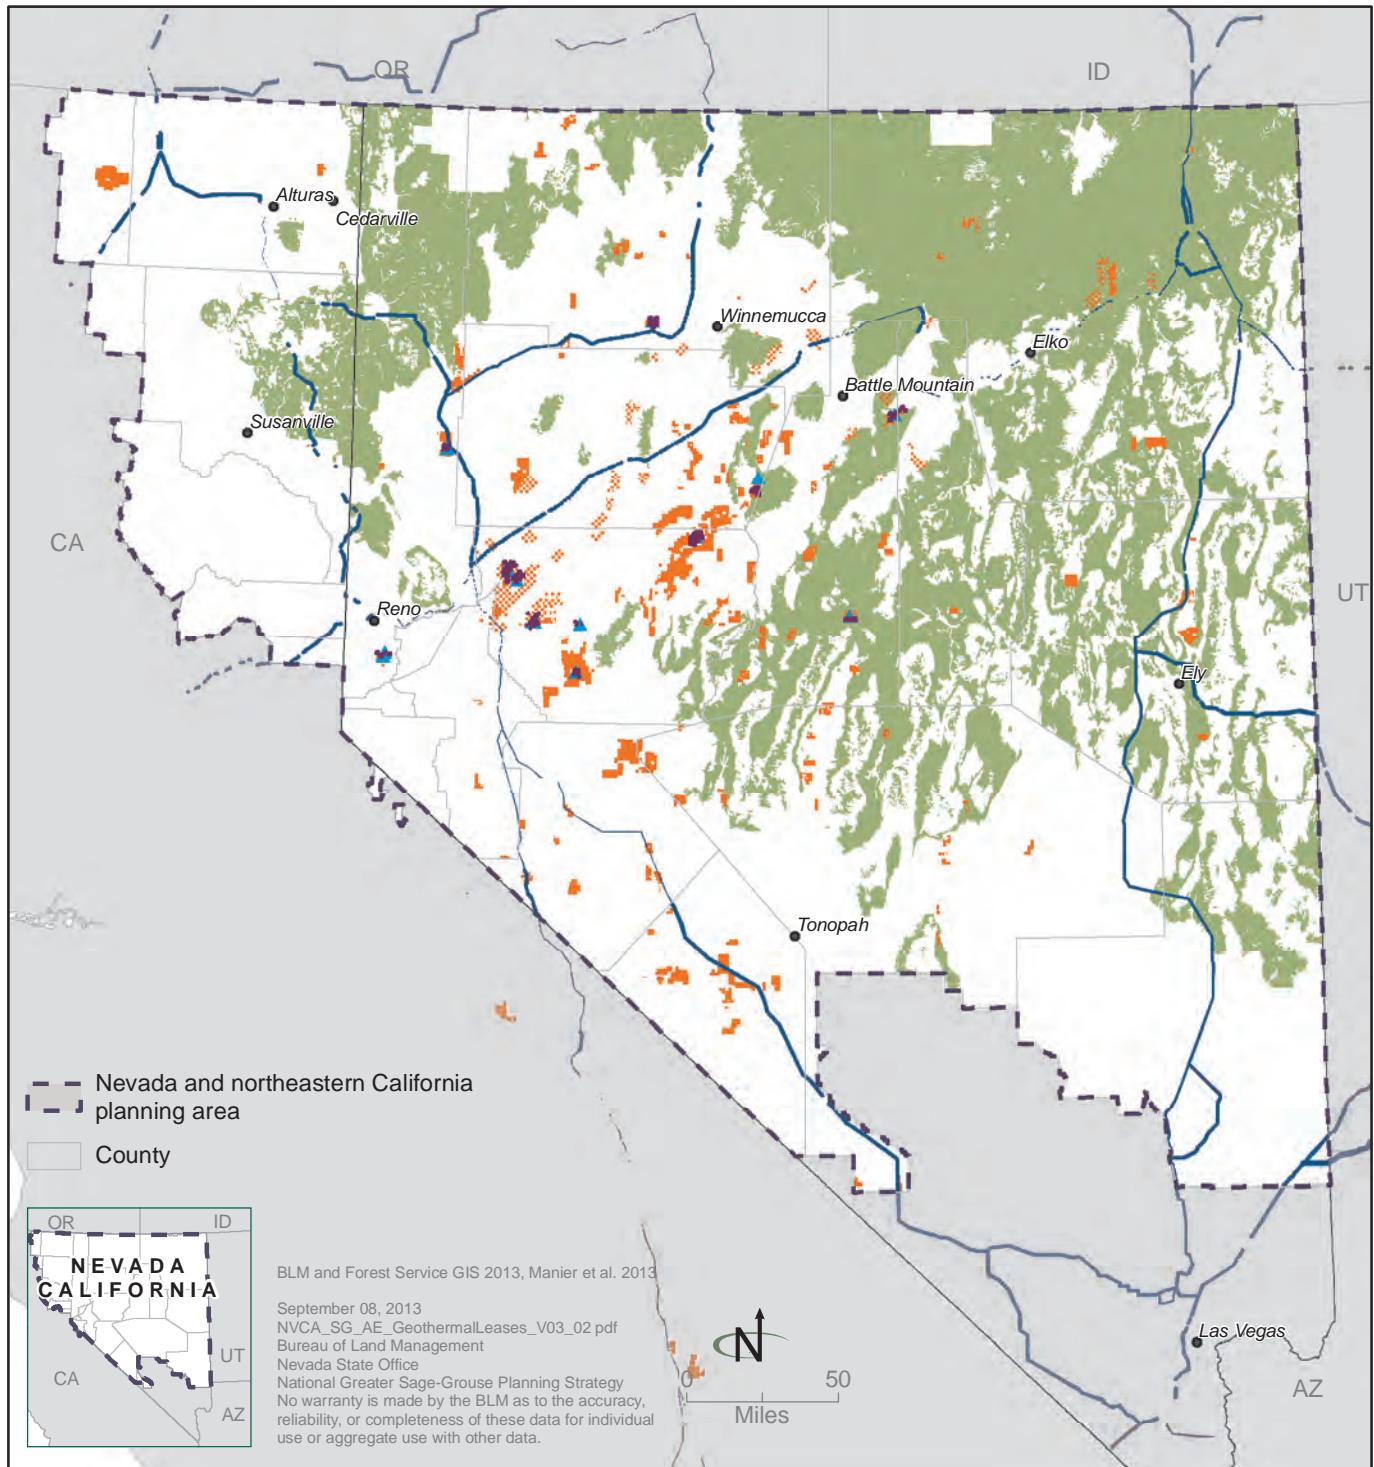 OR
ID
Alturas
Cedarville
Winnemucca
Elko
Battle Mountain
Susanville
CA
UT
Reno
Ely
Tonopah
Nevada and northeastern California
planning area
County
OR
ID
NEVADA
CALIFORNIA
UT
CA
AZ
BLM and Forest Service GIS 2013, Manier et al. 2013
September 08, 2013
NVCA_SG_AE_GeothermalLeases_V03_02 pdf
Bureau of Land Management
Nevada State Office
National Greater Sage-Grouse Planning Strategy
No warranty is made by the BLM as to the accuracy,
reliability, or completeness of these data for individual
use or aggregate use with other data.
N
0 50
Miles
Las Vegas
AZ